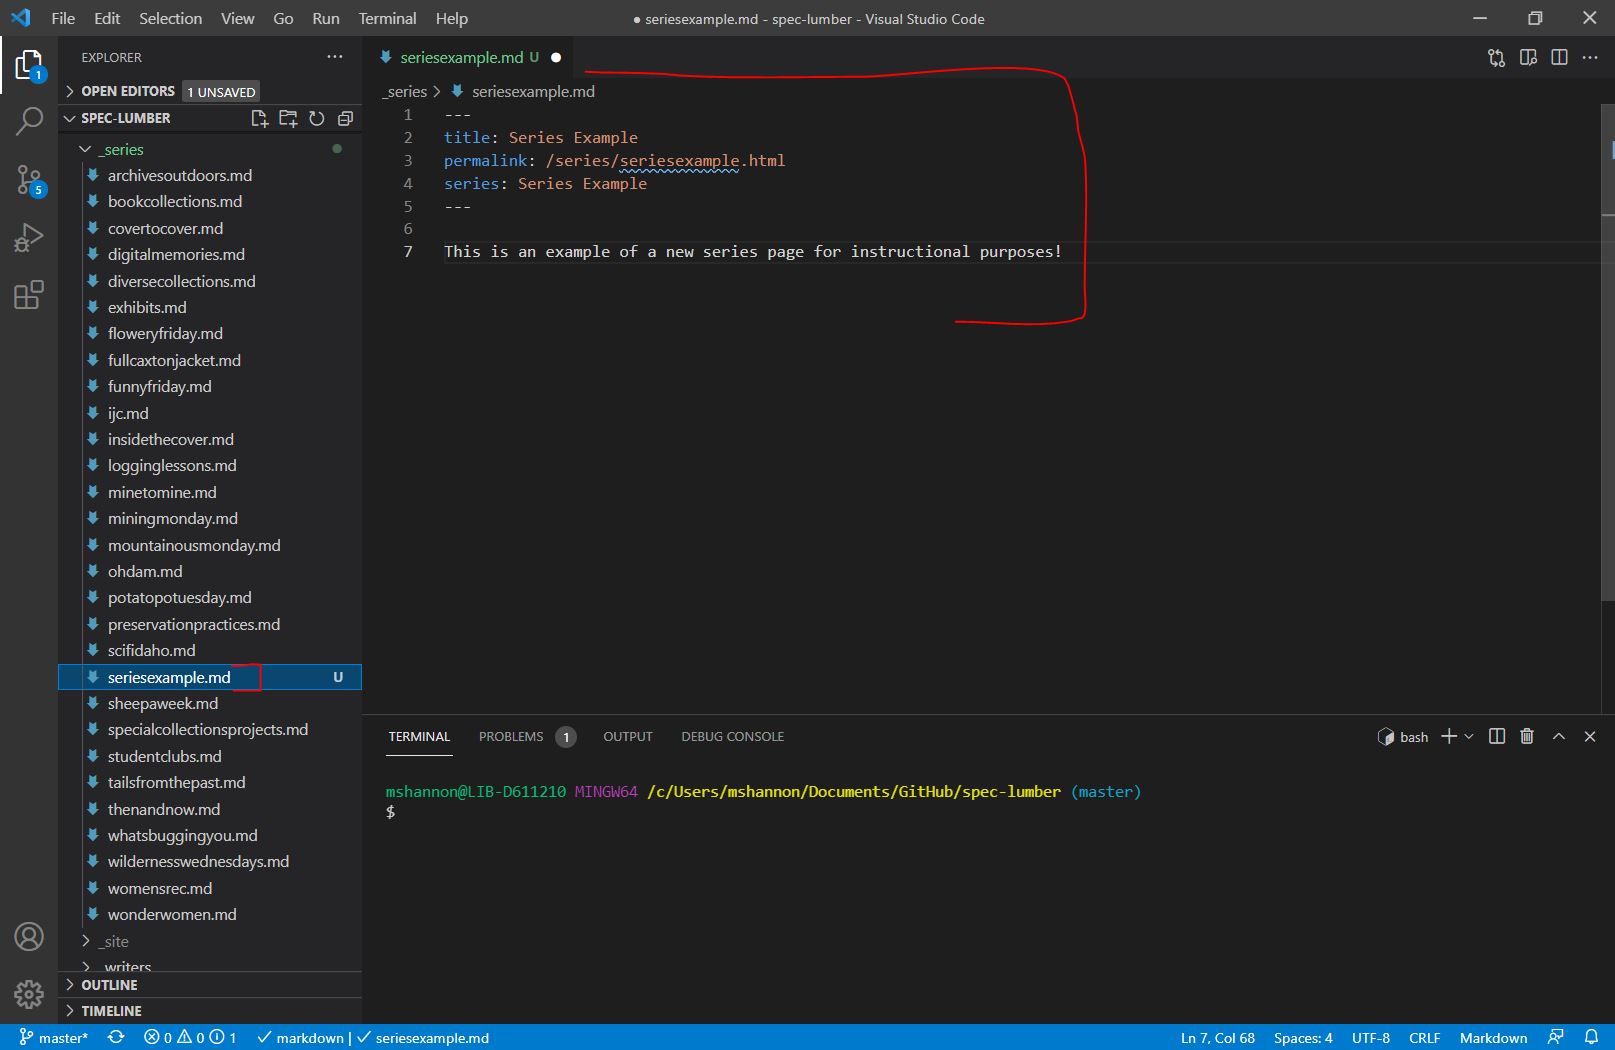 File Edit Selection View Go Run Terminal Help
● seriesexample.md - spec-lumber - Visual Studio Code
EXPLORER
1
OPEN EDITORS 1 UNSAVED
SPEC-LUMBER
5
_series
archivesoutdoors.md
bookcollections.md
covertocover.md
digitalmemories.md
diversecollections.md
exhibits.md
floweryfriday.md
fullcaxtonjacket.md
funnyfriday.md
ijc.md
insidethecover.md
logginglessons.md
minetomine.md
miningmonday.md
mountainousmonday.md
ohdam.md
potatopotuesday.md
preservationpractices.md
scifidaho.md
seriesexample.md U
sheepaweek.md
specialcollectionsprojects.md
studentclubs.md
tailsfromthepast.md
thenandnow.md
whatsbuggingyou.md
wildernesswednesdays.md
womensrec.md
wonderwomen.md
_site
_writers
OUTLINE
TIMELINE
seriesexample.md U ●
_series > seriesexample.md
1 ---
2 title: Series Example
3 permalink: /series/seriesexample.html
4 series: Series Example
5 ---
6
7 This is an example of a new series page for instructional purposes!
TERMINAL PROBLEMS 1 OUTPUT DEBUG CONSOLE
bash
mshannon@LIB-D611210 MINGW64 /c/Users/mshannon/Documents/GitHub/spec-lumber (master)
$
master* 0 0 1 markdown | seriesexample.md
Ln 7, Col 68 Spaces: 4 UTF-8 CRLF Markdown